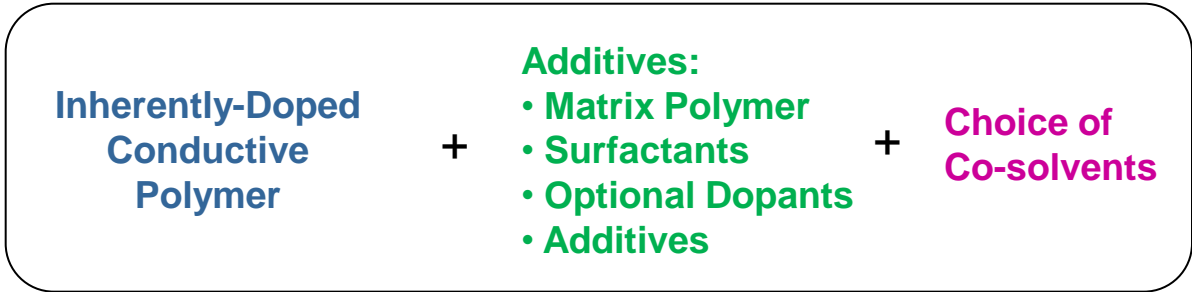 Inherently-Doped
Conductive
Polymer
+
Additives:
• Matrix Polymer
• Surfactants
• Optional Dopants
• Additives
+
Choice of
Co-solvents